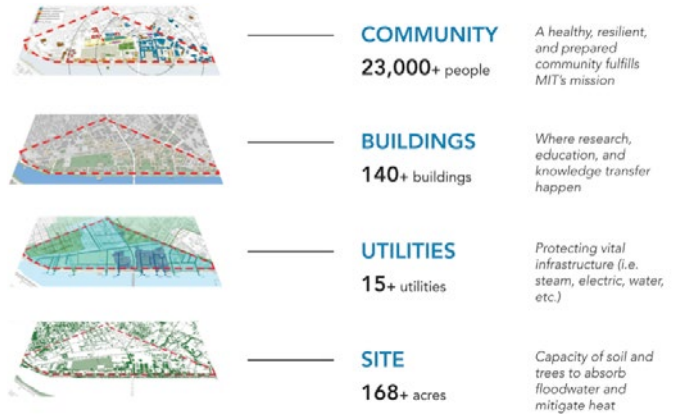 COMMUNITY
23,000+ people
A healthy, resilient,
and prepared
community fulfills
MIT's mission
BUILDINGS
140+ buildings
Where research,
education, and
knowledge transfer
happen
UTILITIES
15+ utilities
Protecting vital
infrastructure (i.e.
steam, electric, water,
etc.)
SITE
168+ acres
Capacity of soil and
trees to absorb
floodwater and
mitigate heat